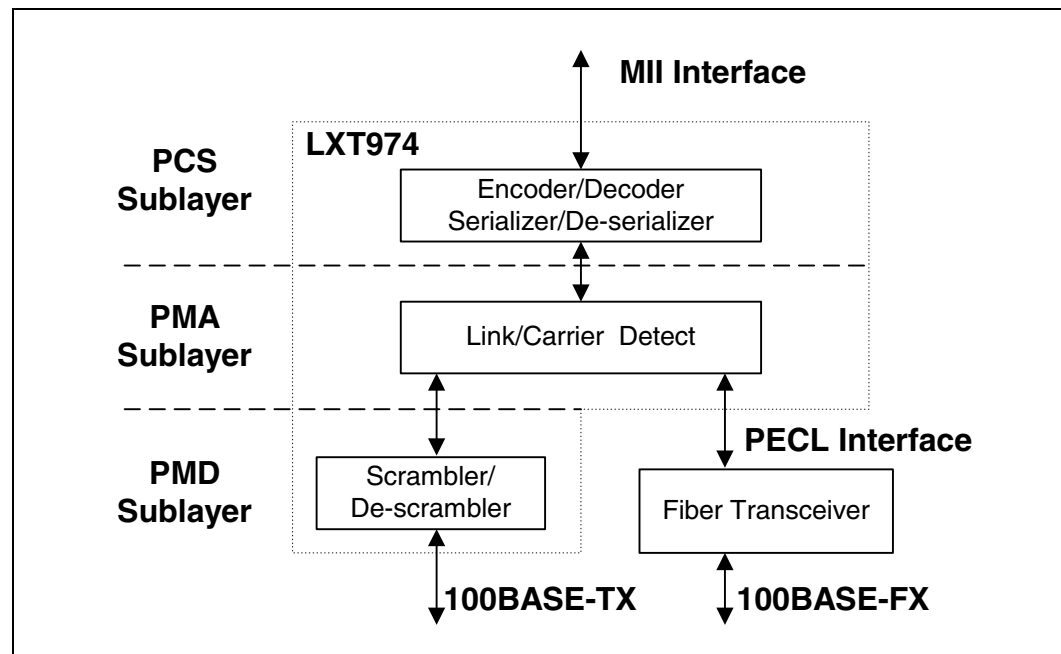 MII Interface
LXT974
PCS
Sublayer
Encoder/Decoder
Serializer/De-serializer
PMA
Sublayer
Link/Carrier Detect
PECL Interface
PMD
Sublayer
Scrambler/
De-scrambler
Fiber Transceiver
100BASE-TX
100BASE-FX